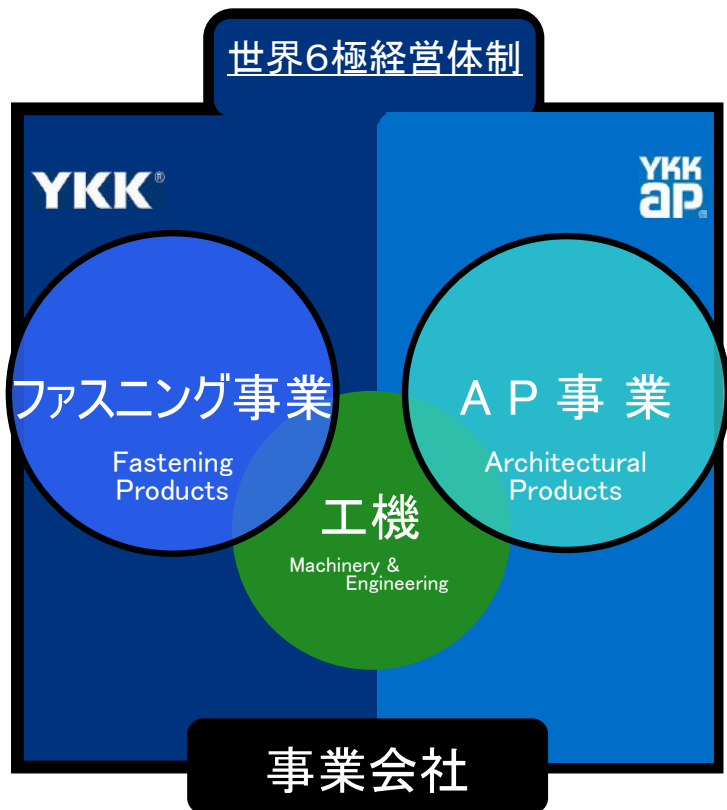 世界6極経営体制
YKK®
YKK
ap
ファスニング事業
Fastening
Products
AP事業
Architectural
Products
工機
Machinery &
Engineering
事業会社